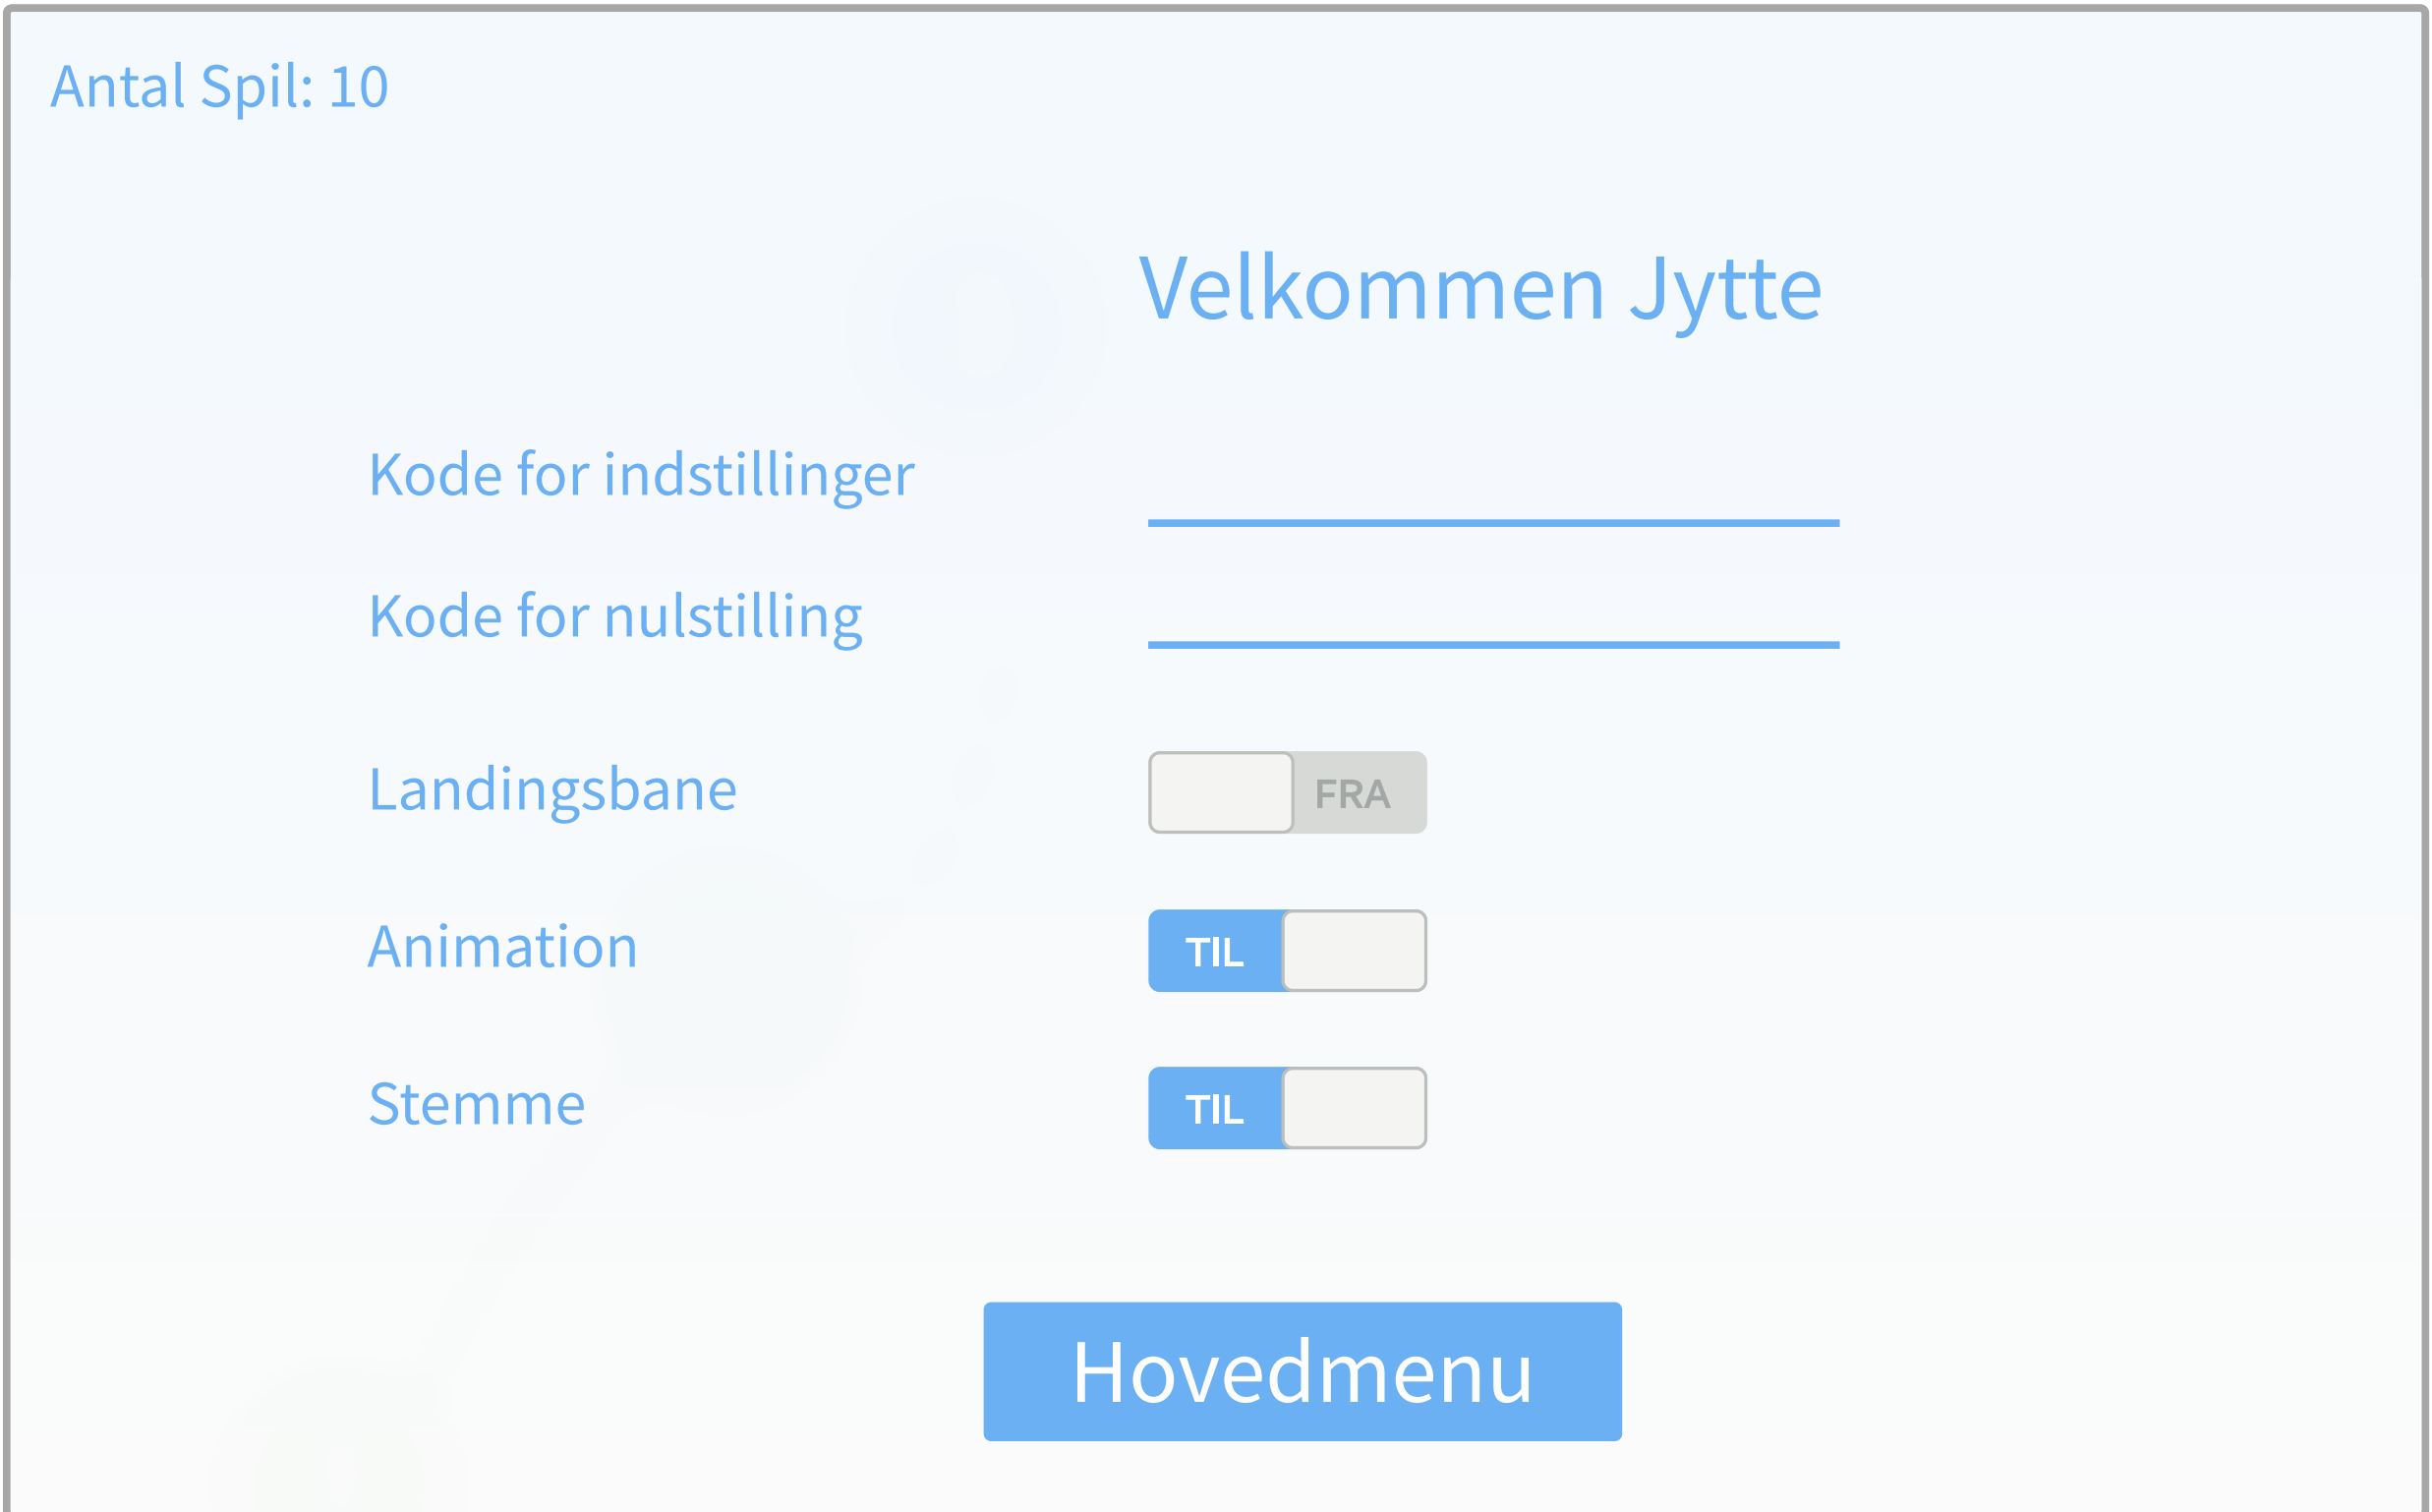 Antal Spil: 10
Velkommen Jytte
Kode for indstillinger
Kode for nulstilling
Landingsbane
FRA
Animation
TIL
Stemme
TIL
Hovedmenu